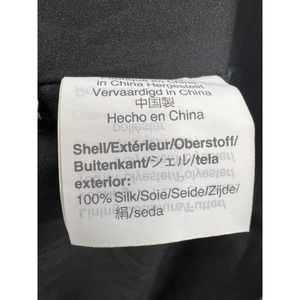 in China Hergestellt
Vervaardigd in China
中国製
Hecho en China
Shell/Extérieur/Oberstoff/
Buitenkant/シェル/tela
exterior:
100% Silk/Soie/Seide/Zijde/
絹/seda